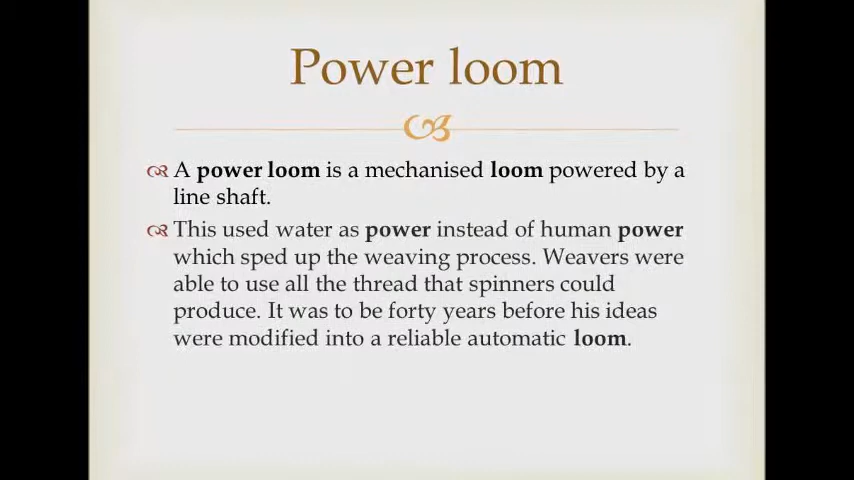 Power loom
A power loom is a mechanised loom powered by a
line shaft.
This used water as power instead of human power
which sped up the weaving process. Weavers were
able to use all the thread that spinners could
produce. It was to be forty years before his ideas
were modified into a reliable automatic loom.